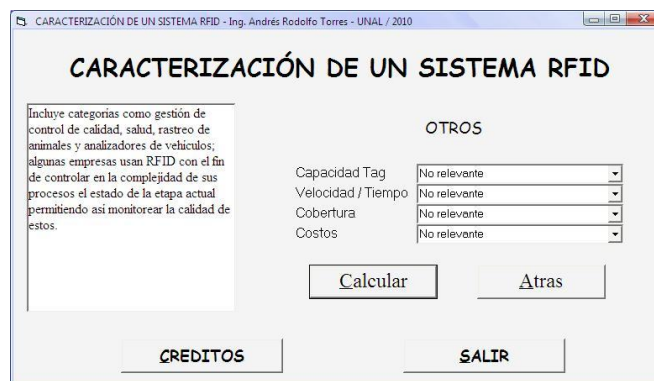 CARACTERIZACIÓN DE UN SISTEMA RFID - Ing. Andrés Rodolfo Torres - UNAL / 2010
CARACTERIZACIÓN DE UN SISTEMA RFID
Incluye categorias como gestión de
control de calidad, salud, rastreo de
animales y analizadores de vehiculos;
algunas empresas usan RFID con el fin
de controlar en la complejidad de sus
procesos el estado de la etapa actual
permitiendo asi monitorear la calidad de
estos.
OTROS
Capacidad Tag No relevante
Velocidad / Tiempo No relevante
Cobertura No relevante
Costos No relevante
Calcular Atras
CREDITOS SALIR